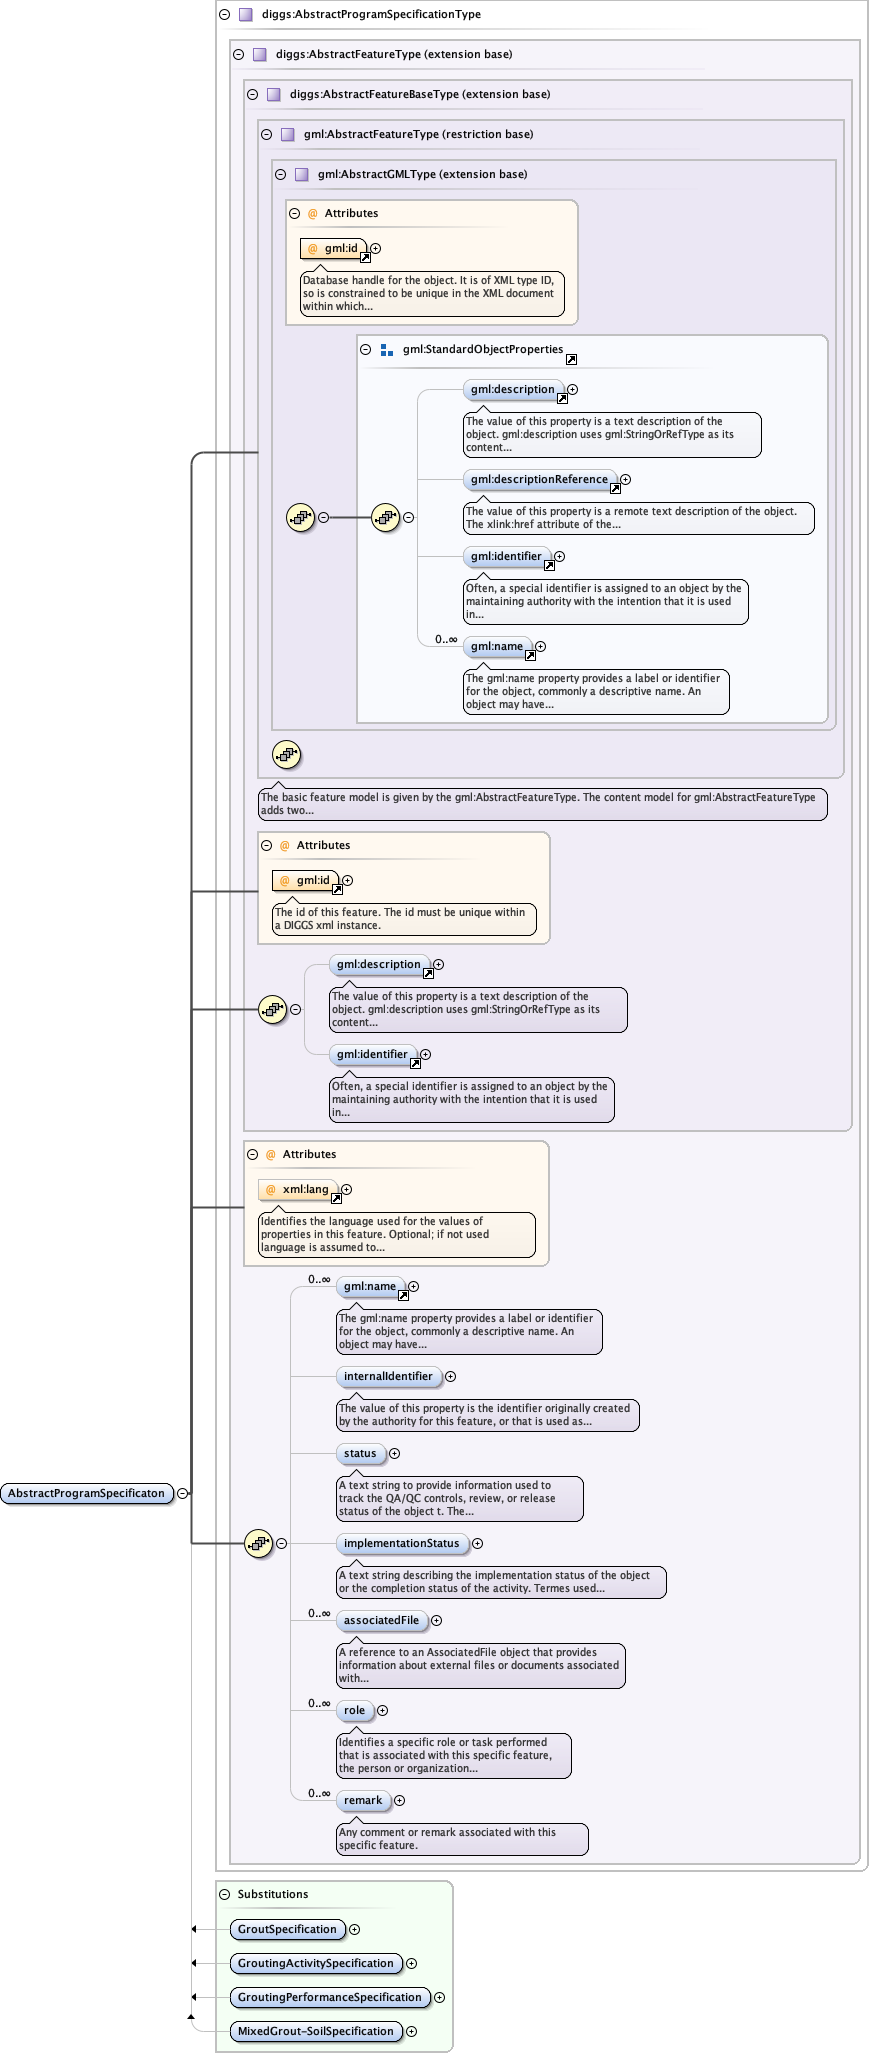 diggs:AbstractProgramSpecificationType
diggs:AbstractFeatureType (extension base)
diggs:AbstractFeatureBaseType (extension base)
gml:AbstractFeatureType (restriction base)
gml:AbstractGMLType (extension base)
@ Attributes
@ gml:id
Database handle for the object. It is of XML type ID,
so is constrained to be unique in the XML document
within which...
gml:StandardObjectProperties
gml:description
The value of this property is a text description of the
object. gml:description uses gml:StringOrRefType as its
content...
gml:descriptionReference
The value of this property is a remote text description of the object.
The xlink:href attribute of the...
gml:identifier
Often, a special identifier is assigned to an object by the
maintaining authority with the intention that it is used
in...
0..∞
gml:name
The gml:name property provides a label or identifier
for the object, commonly a descriptive name. An
object may have...
The basic feature model is given by the gml:AbstractFeatureType. The content model for gml:AbstractFeatureType
adds two...
@ Attributes
@ gml:id
The id of this feature. The id must be unique within
a DIGGS xml instance.
gml:description
The value of this property is a text description of the
object. gml:description uses gml:StringOrRefType as its
content...
gml:identifier
Often, a special identifier is assigned to an object by the
maintaining authority with the intention that it is used
in...
@ Attributes
@ xml:lang
Identifies the language used for the values of
properties in this feature. Optional; if not used
language is assumed to...
0..∞
gml:name
The gml:name property provides a label or identifier
for the object, commonly a descriptive name. An
object may have...
internalIdentifier
The value of this property is the identifier originally created
by the authority for this feature, or that is used as...
status
A text string to provide information used to
track the QA/QC controls, review, or release
status of the object t. The...
AbstractProgramSpecificaton
implementationStatus
A text string describing the implementation status of the object
or the completion status of the activity. Termes used...
0..∞
associatedFile
A reference to an AssociatedFile object that provides
information about external files or documents associated
with...
0..∞
role
Identifies a specific role or task performed
that is associated with this specific feature,
the person or organization...
0..∞
remark
Any comment or remark associated with this
specific feature.
Substitutions
GroutSpecification
GroutingActivitySpecification
GroutingPerformanceSpecification
MixedGrout-SoilSpecification